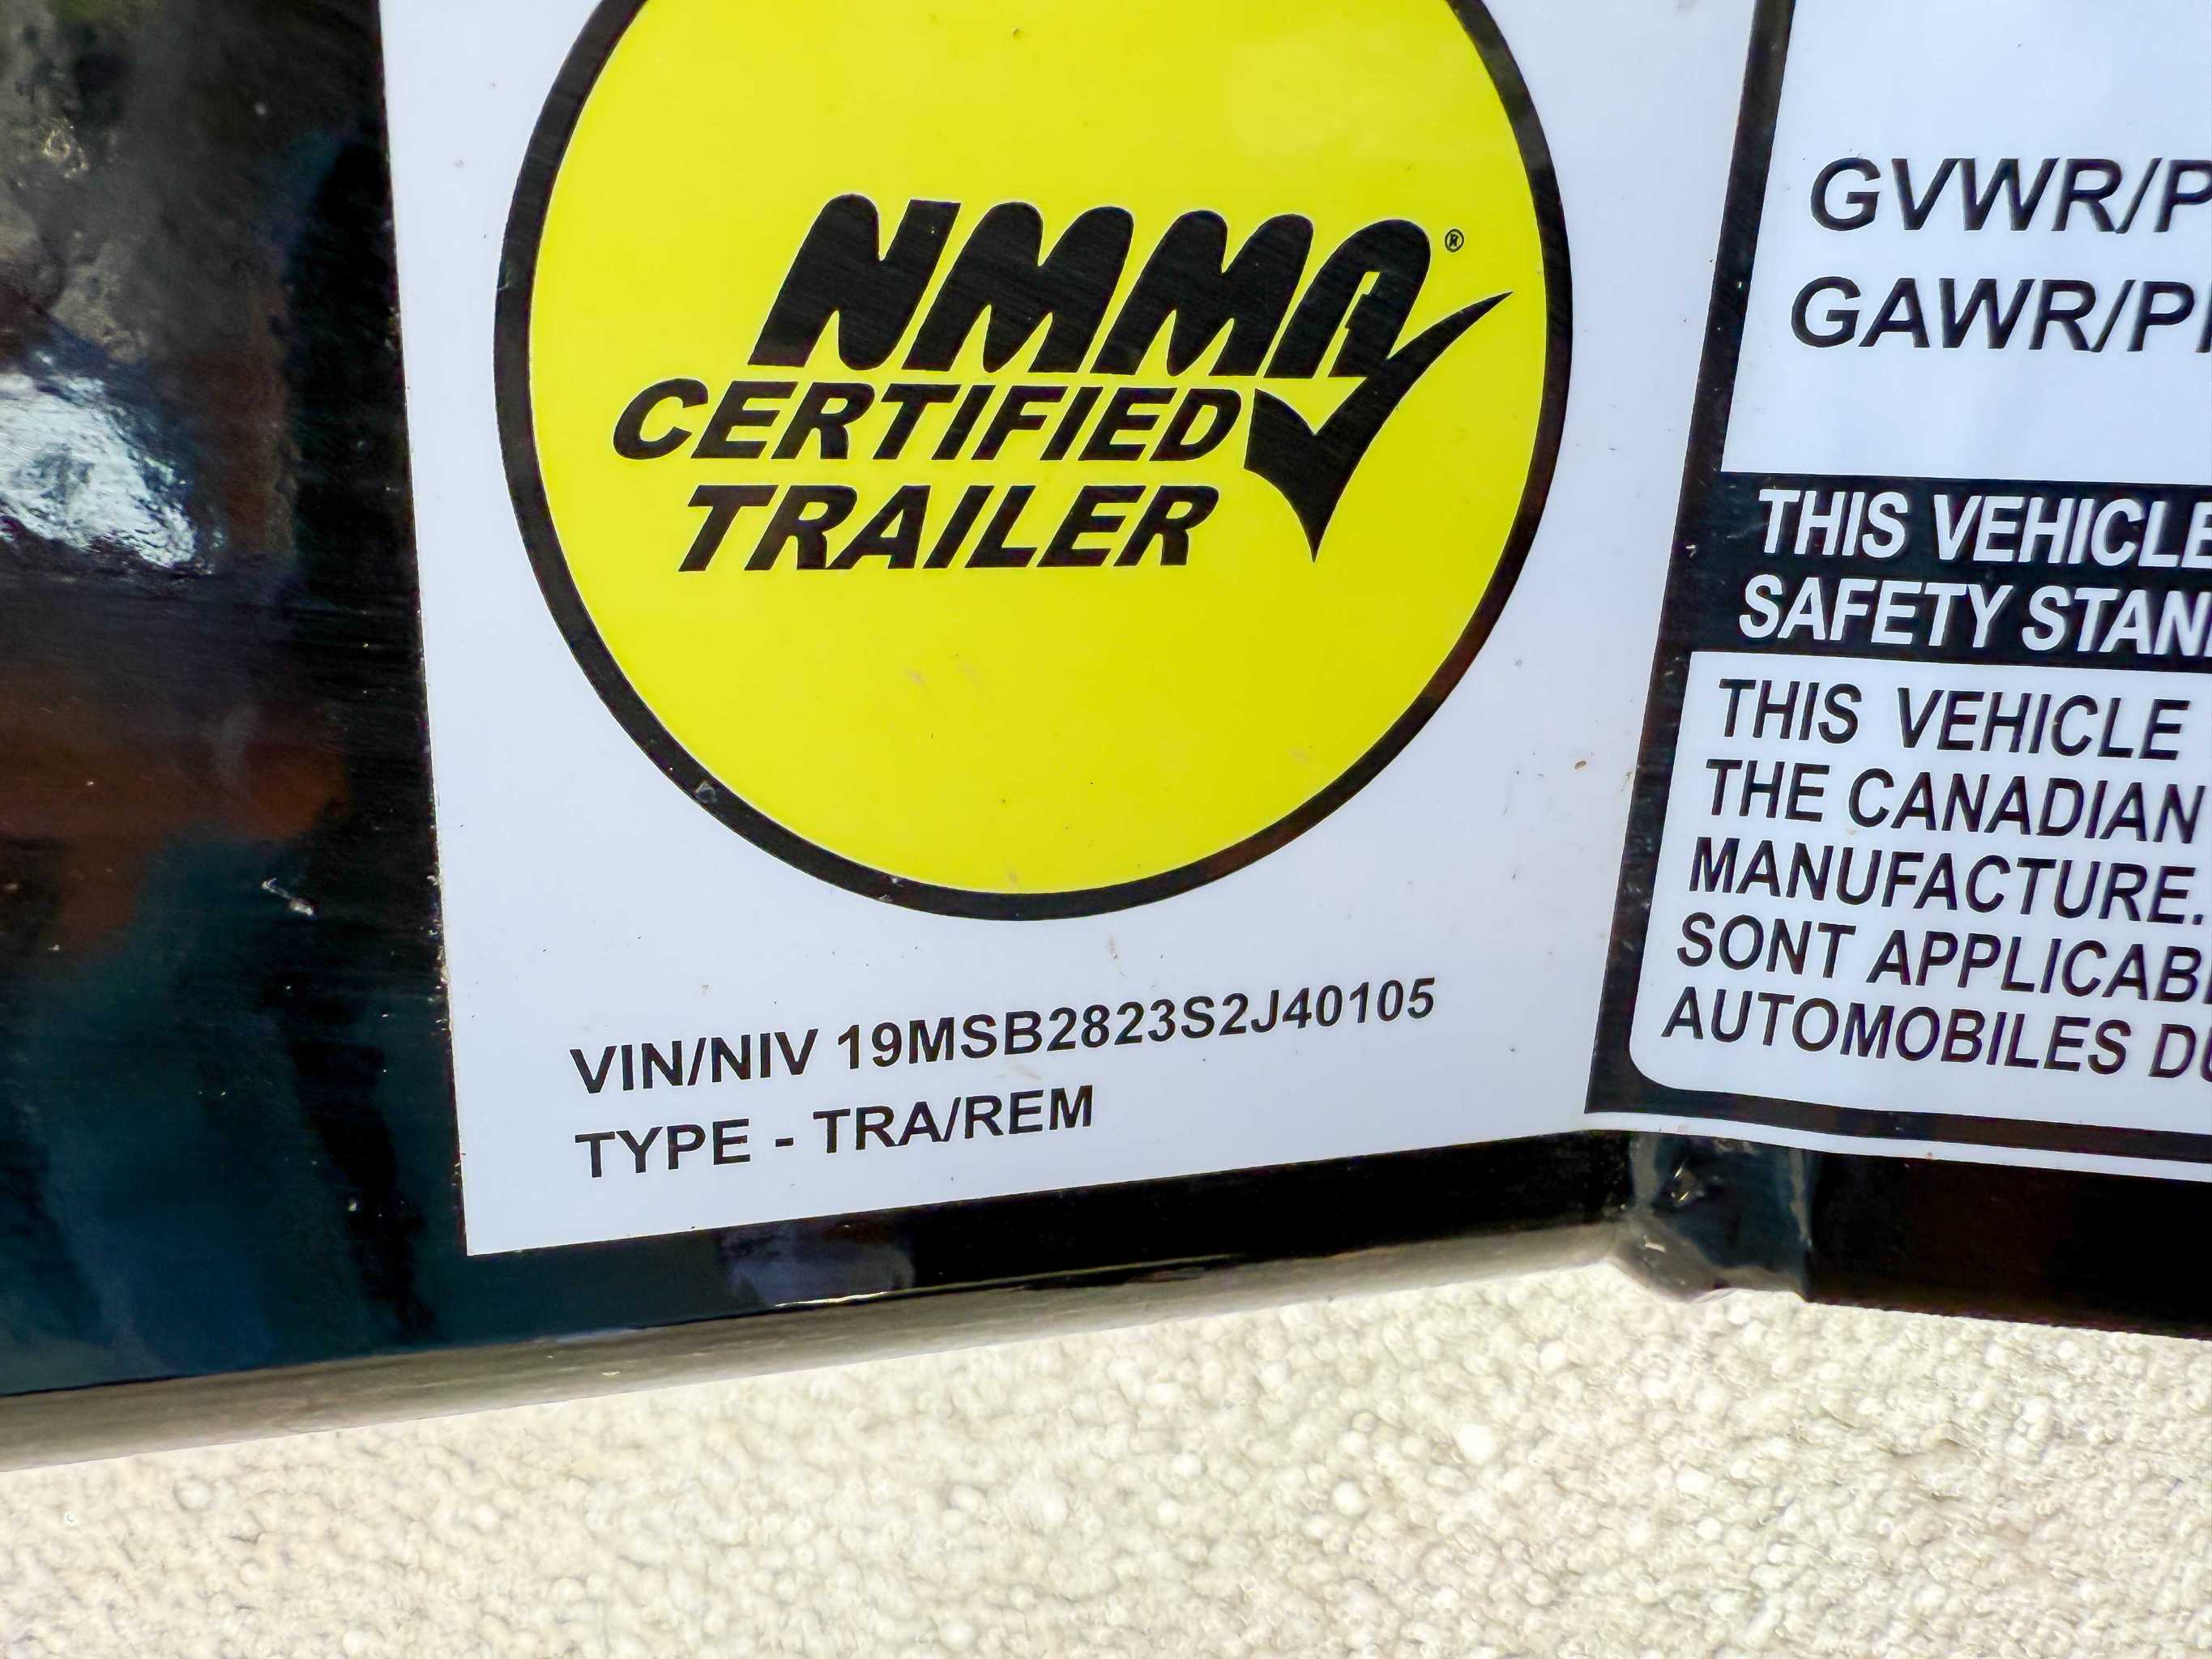 NMMA®
CERTIFIED
TRAILER
VIN/NIV 19MSB2823S2J40105
TYPE - TRA/REM
GVWR/P
GAWR/P
THIS VEHICLE
SAFETY STAN
THIS VEHICLE
THE CANADIAN
MANUFACTURE.
SONT APPLICAB
AUTOMOBILES D